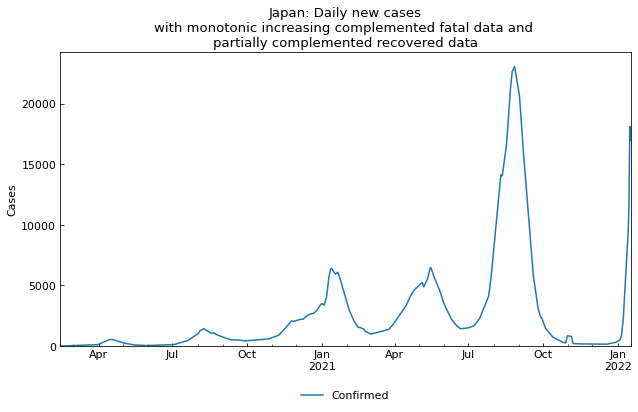 Japan: Daily new cases
with monotonic increasing complemented fatal data and
partially complemented recovered data
Cases
20000
15000
10000
5000
0
Apr Jul Oct Jan Apr Jul Oct Jan
2021 2022
Confirmed